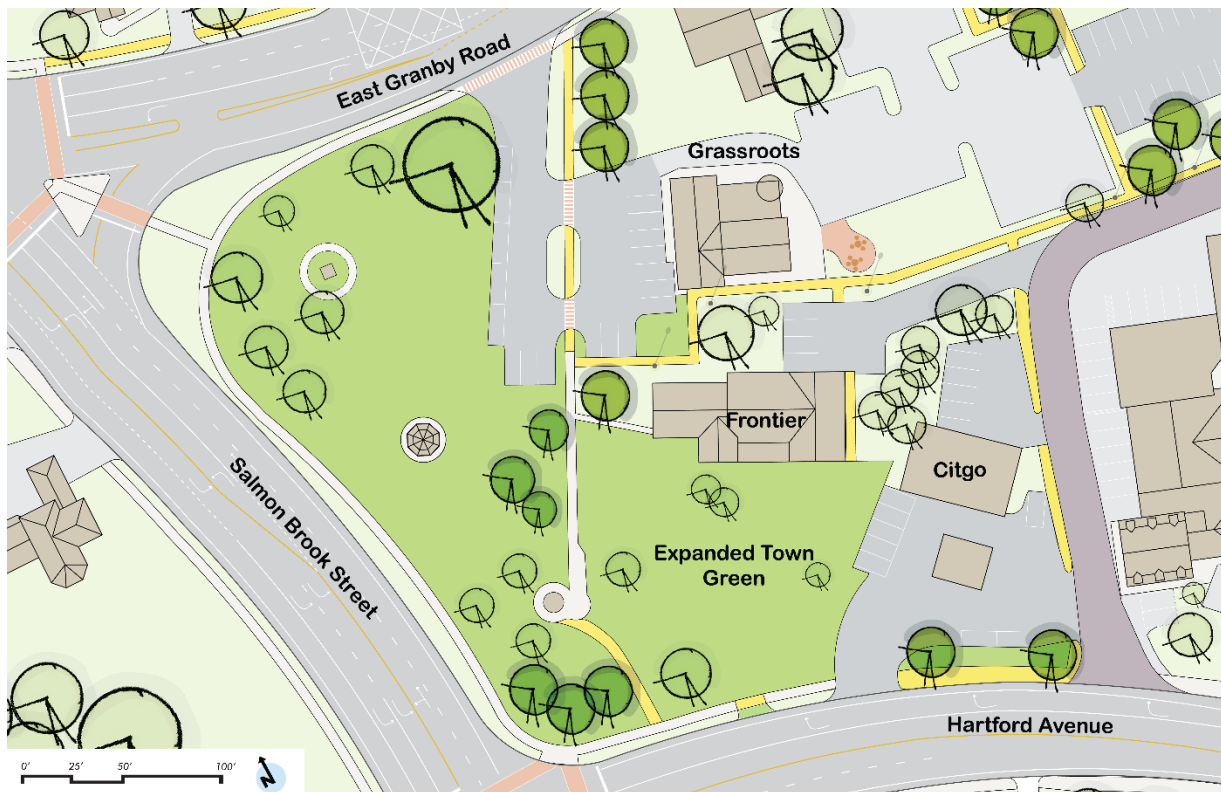 East Granby Road
Grassroots
Frontier
Citgo
Salmon Brook Street
Expanded Town
Green
Hartford Avenue
0' 25' 50' 100'
N